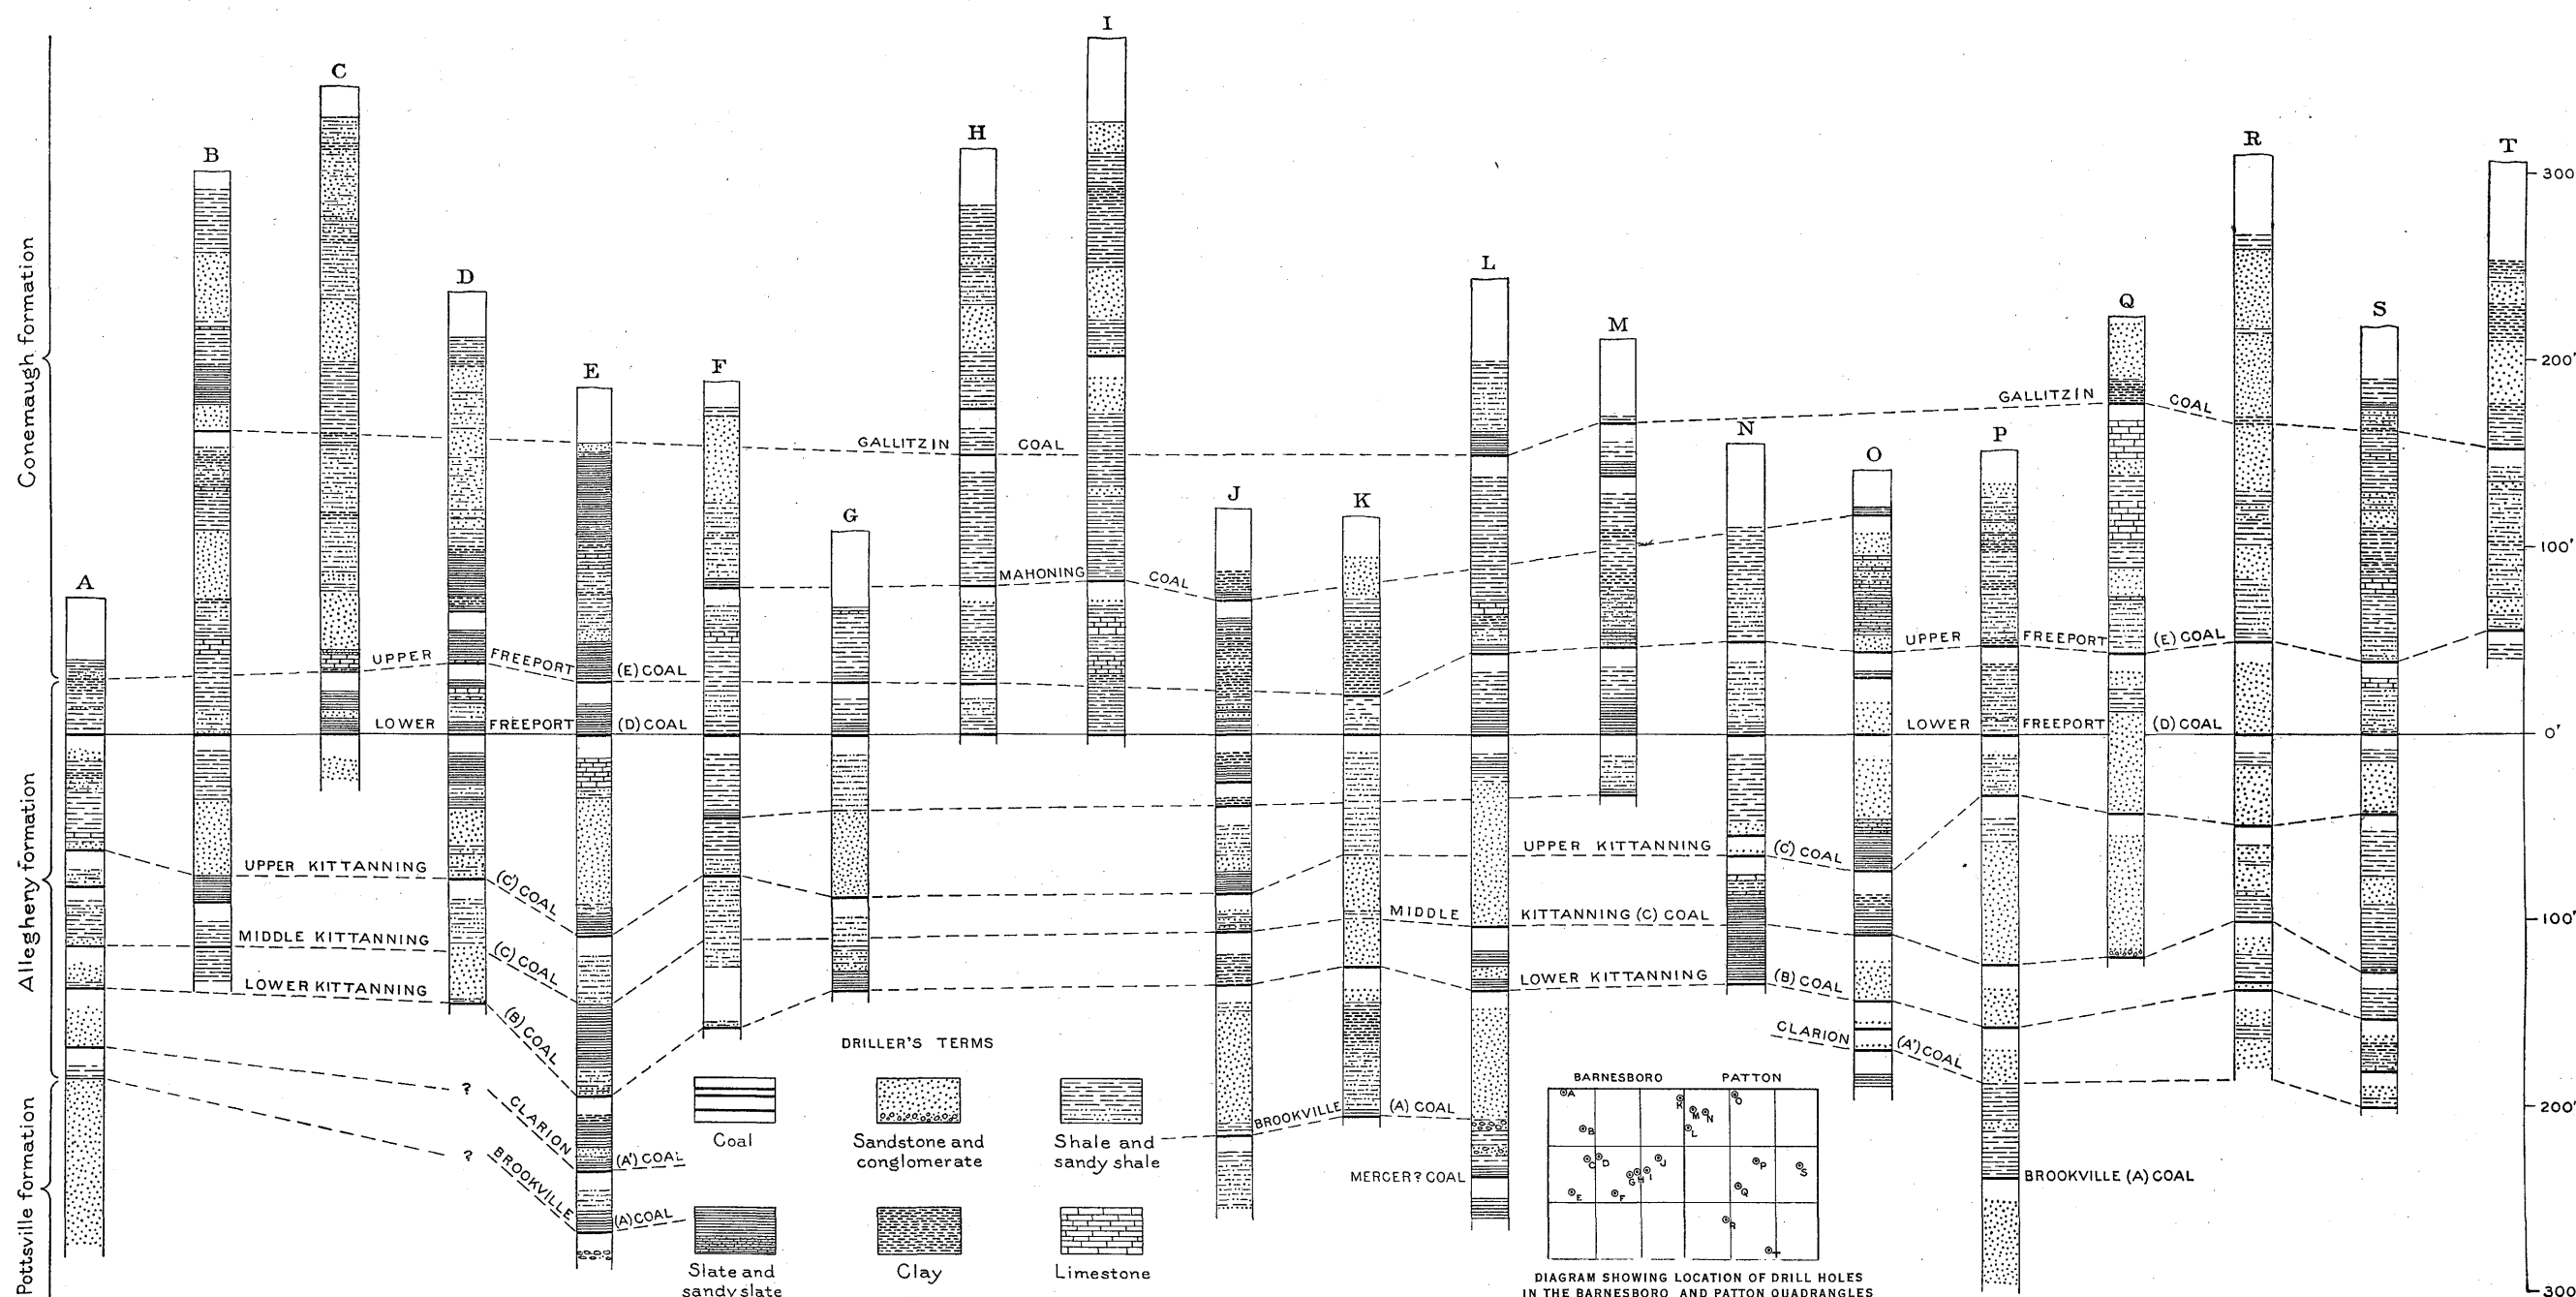 I
C
H
R
T
B
300
L
D
Q
S
M
200'
E
F
GALLITZIN COAL
N
GALLITZIN COAL
P
O
J
K
G
100'
MAHONING COAL
A
UPPER FREEPORT (E) COAL
UPPER FREEPORT (E) COAL
LOWER FREEPORT (D) COAL
LOWER FREEPORT (D) COAL
0'
UPPER KITTANNING (C') COAL
UPPER KITTANNING (C') COAL
MIDDLE KITTANNING (C) COAL
MIDDLE KITTANNING (C) COAL
100'
LOWER KITTANNING (B) COAL
LOWER KITTANNING (B) COAL
CLARION (A') COAL
? CLARION (A') COAL
? BROOKVILLE (A) COAL
BROOKVILLE (A) COAL
200'
MERCER? COAL
BROOKVILLE (A) COAL
300
Conemaugh formation
Allegheny formation
Pottsville formation
DRILLER'S TERMS
Coal
Sandstone and
conglomerate
Shale and
sandy shale
Slate and
sandy slate
Clay
Limestone
BARNESBORO PATTON
A
K
O
M
N
B
L
C
D
J
P
S
G
H
I
E
F
Q
R
T
DIAGRAM SHOWING LOCATION OF DRILL HOLES
IN THE BARNESBORO AND PATTON QUADRANGLES